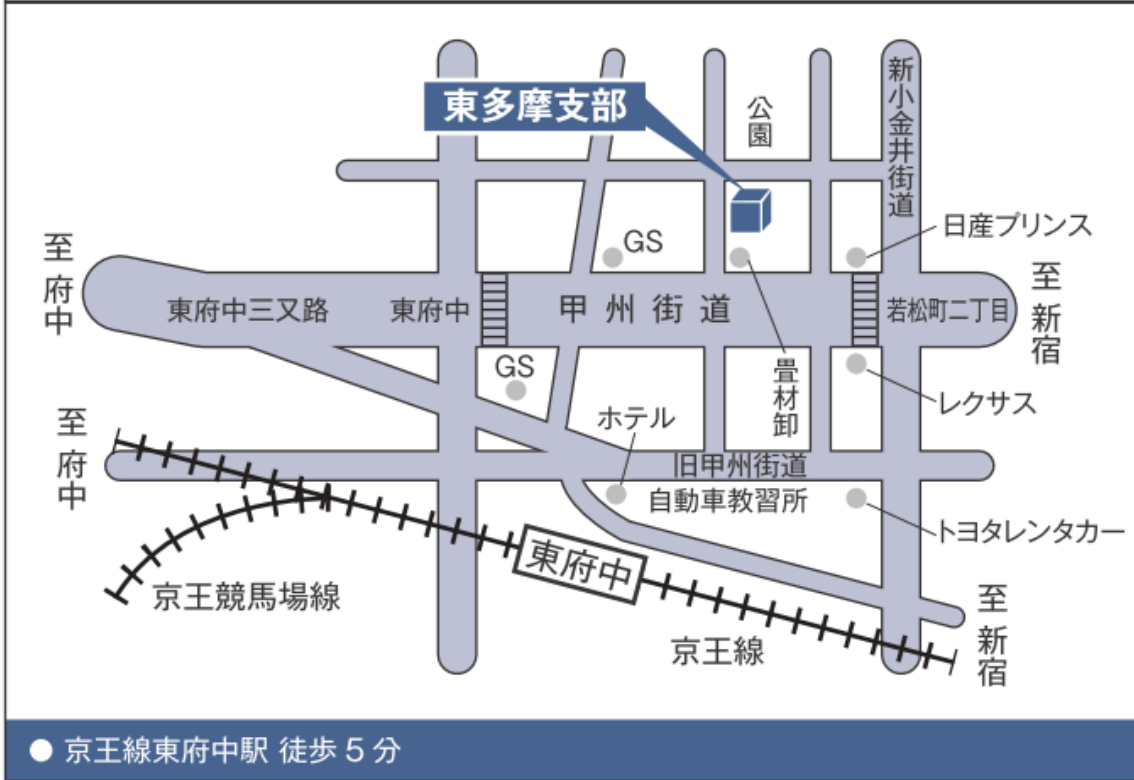 東多摩支部
公園
新小金井街道
日産プリンス
GS
至府中
東府中三又路
東府中
甲州街道
若松町二丁目
至新宿
GS
畳材卸
レクサス
ホテル
至府中
旧甲州街道
自動車教習所
トヨタレンタカー
東府中
京王競馬場線
京王線
至新宿
● 京王線東府中駅 徒歩5分